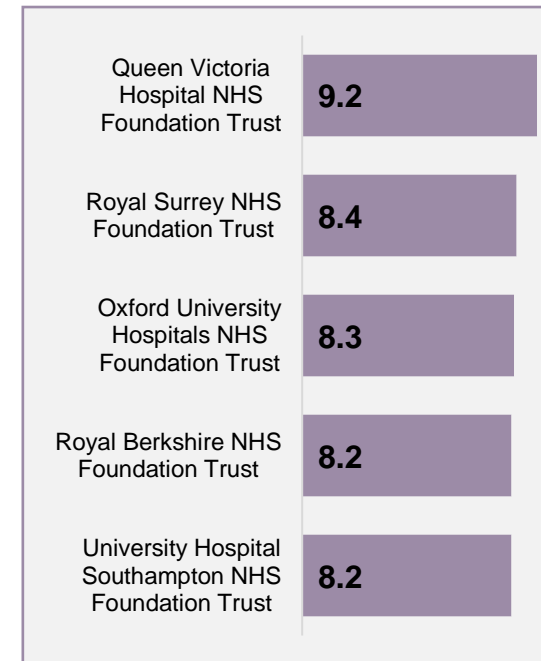 Queen Victoria
Hospital NHS
Foundation Trust
9.2
Royal Surrey NHS
Foundation Trust
8.4
Oxford University
Hospitals NHS
Foundation Trust
8.3
Royal Berkshire NHS
Foundation Trust
8.2
University Hospital
Southampton NHS
Foundation Trust
8.2